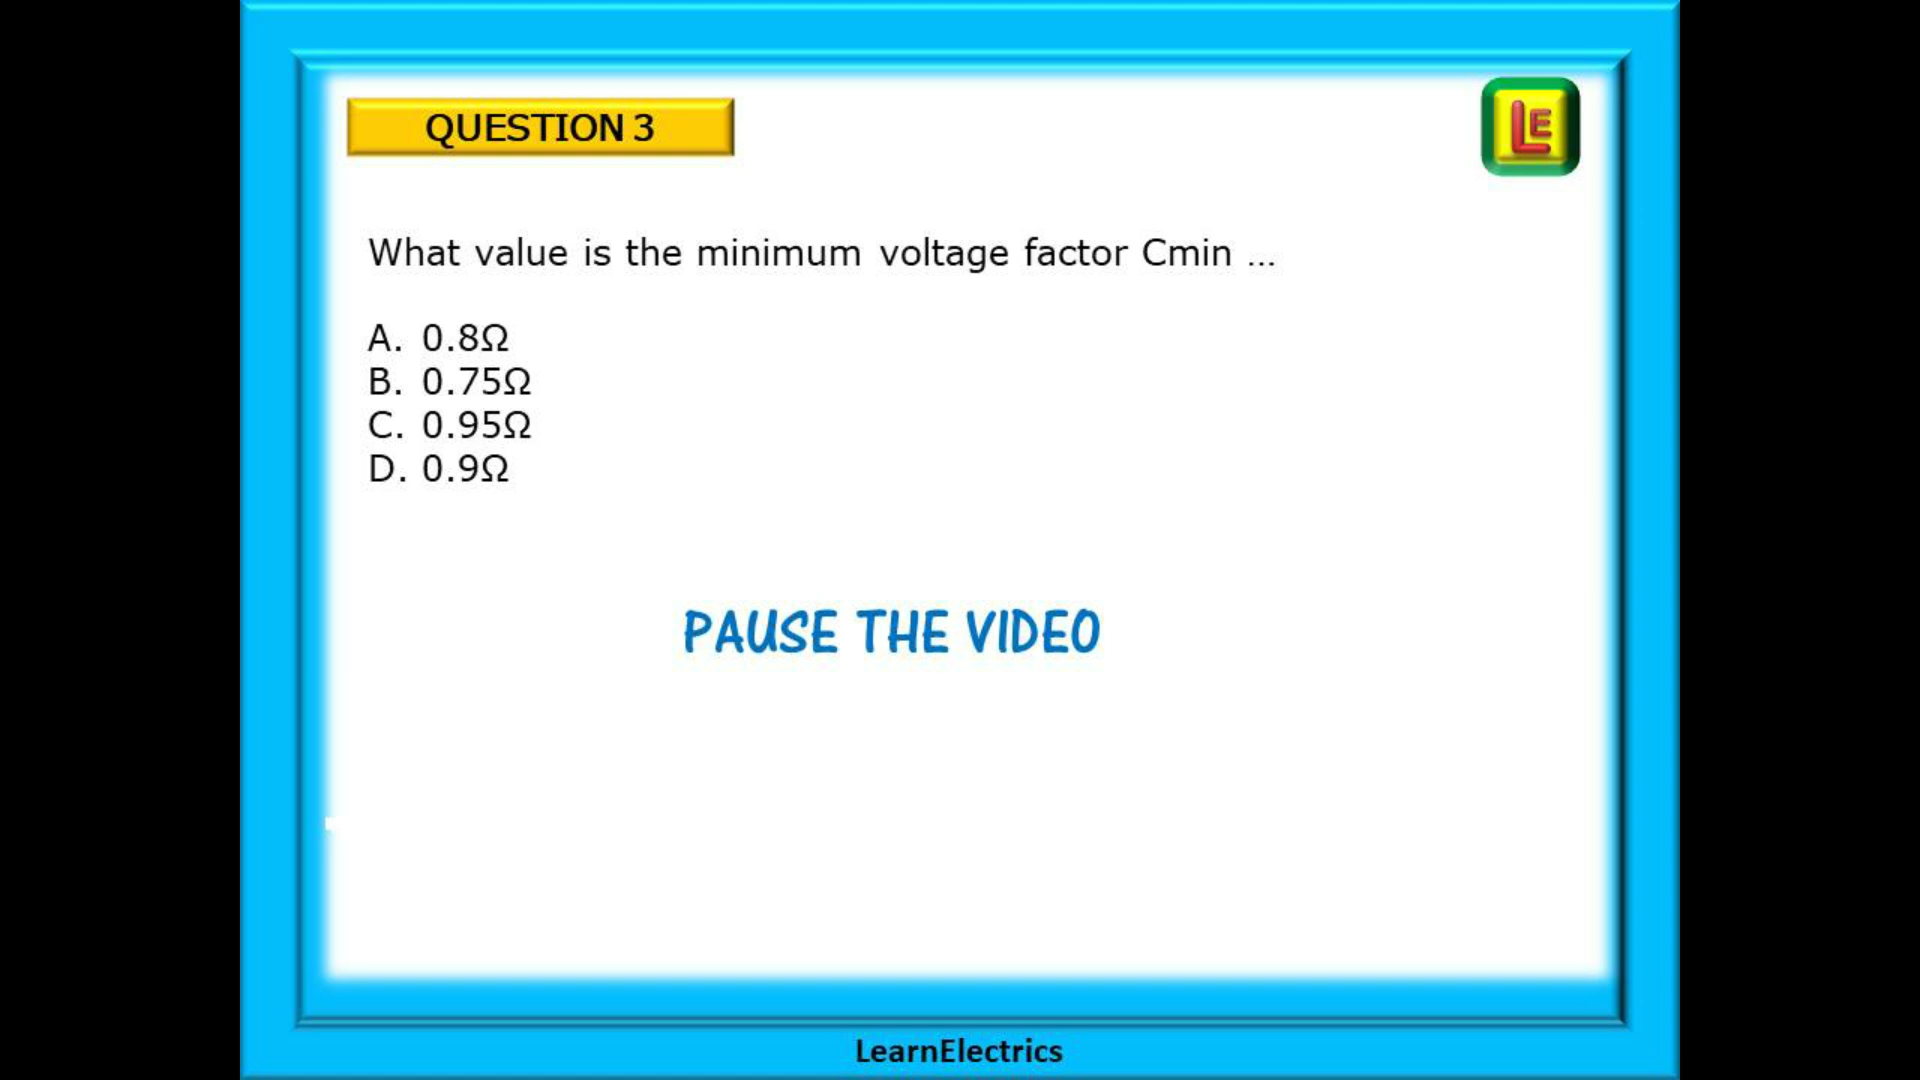 QUESTION 3
LE
What value is the minimum voltage factor Cmin ...
A. 0.8Ω
B. 0.75Ω
C. 0.95Ω
D. 0.9Ω
PAUSE THE VIDEO
LearnElectrics